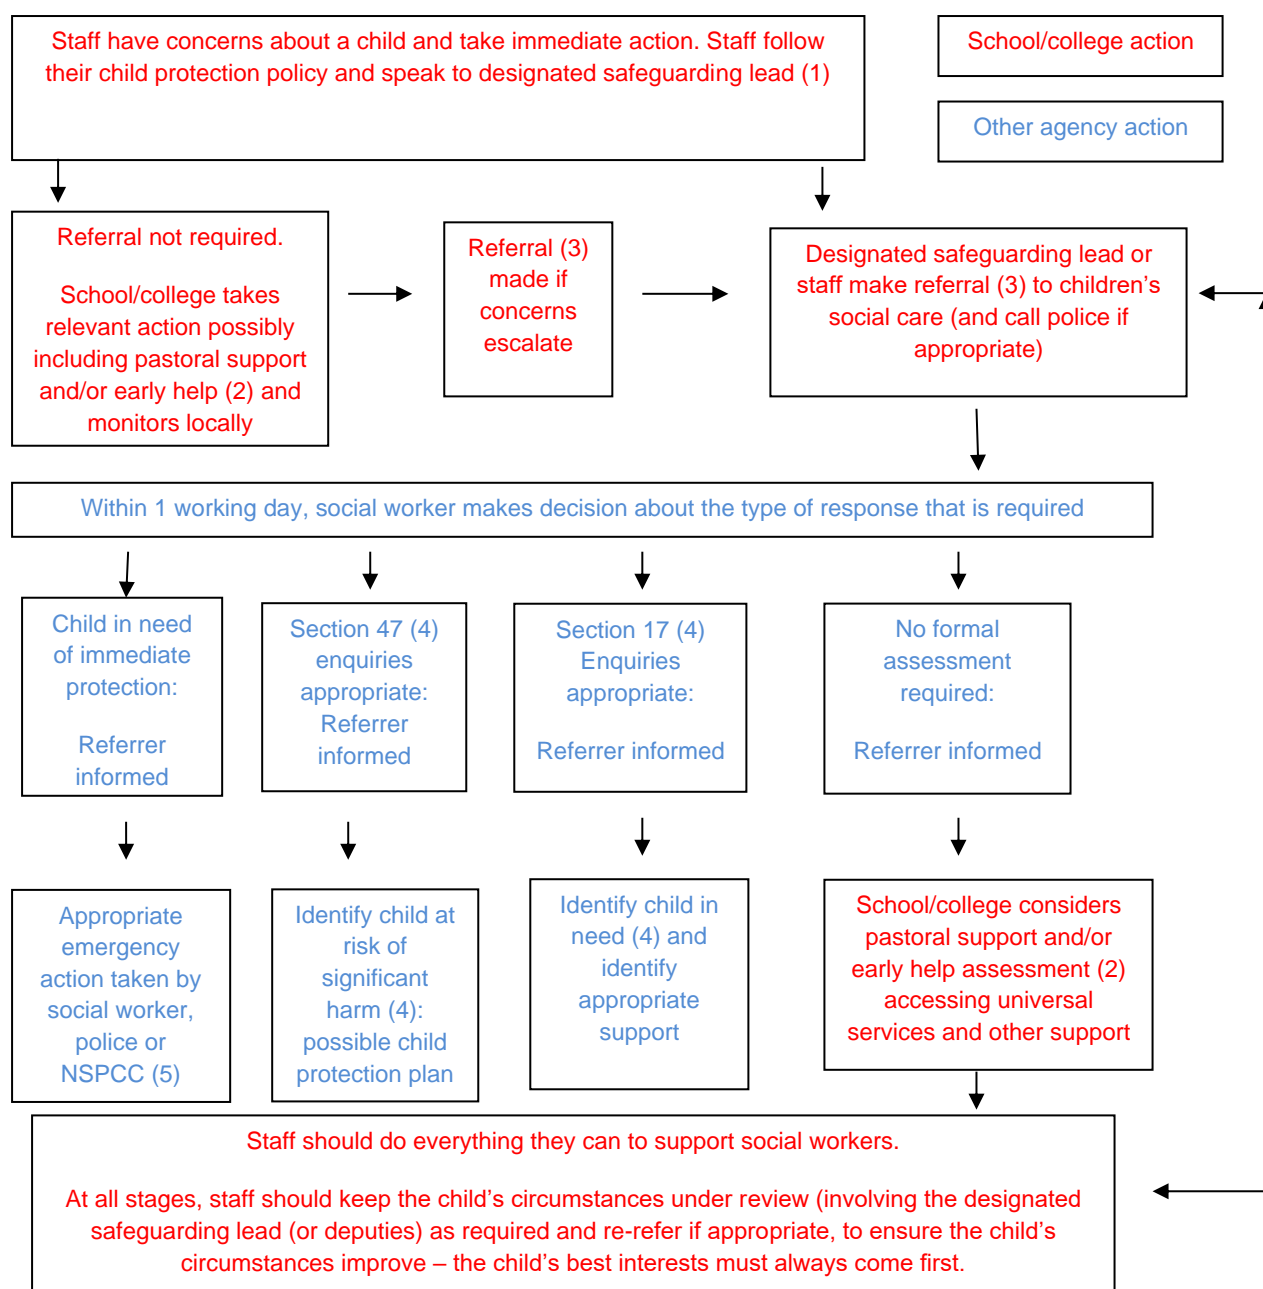 Staff have concerns about a child and take immediate action. Staff follow
their child protection policy and speak to designated safeguarding lead (1)
School/college action
Other agency action
Referral not required.
School/college takes
relevant action possibly
including pastoral support
and/or early help (2) and
monitors locally
Referral (3)
made if
concerns
escalate
Designated safeguarding lead or
staff make referral (3) to children’s
social care (and call police if
appropriate)
Within 1 working day, social worker makes decision about the type of response that is required
Child in need
of immediate
protection:
Referrer
informed
Section 47 (4)
enquiries
appropriate:
Referrer
informed
Section 17 (4)
Enquiries
appropriate:
Referrer informed
No formal
assessment
required:
Referrer informed
Appropriate
emergency
action taken by
social worker,
police or
NSPCC (5)
Identify child at
risk of
significant
harm (4):
possible child
protection plan
Identify child in
need (4) and
identify
appropriate
support
School/college considers
pastoral support and/or
early help assessment (2)
accessing universal
services and other support
Staff should do everything they can to support social workers.
At all stages, staff should keep the child’s circumstances under review (involving the designated
safeguarding lead (or deputies) as required and re-refer if appropriate, to ensure the child’s
circumstances improve – the child’s best interests must always come first.